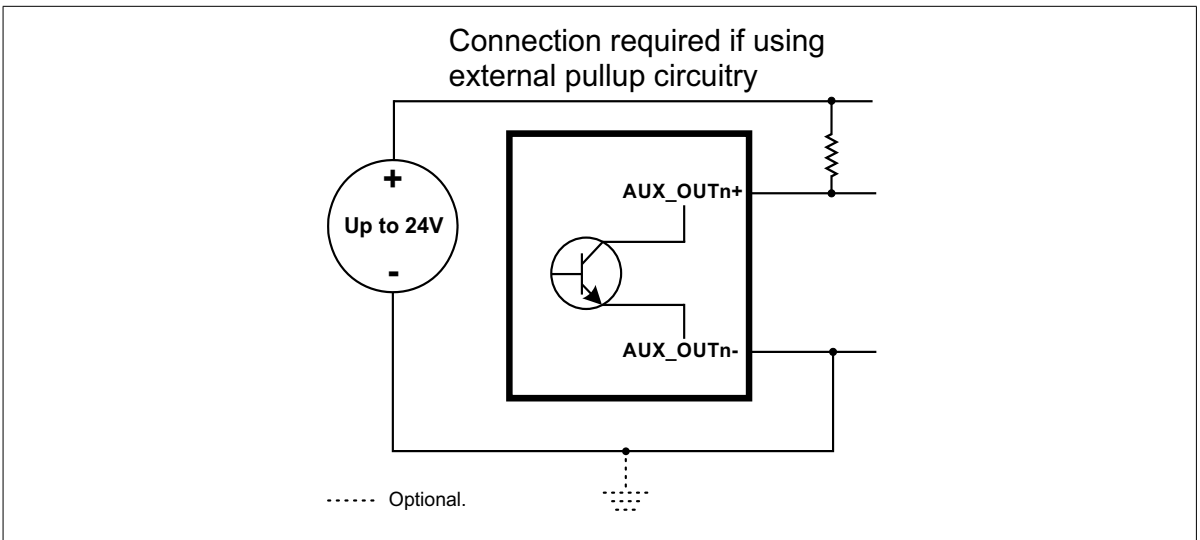 Connection required if using
external pullup circuitry
+
Up to 24V
-
AUX_OUTn+
AUX_OUTn-
Optional.